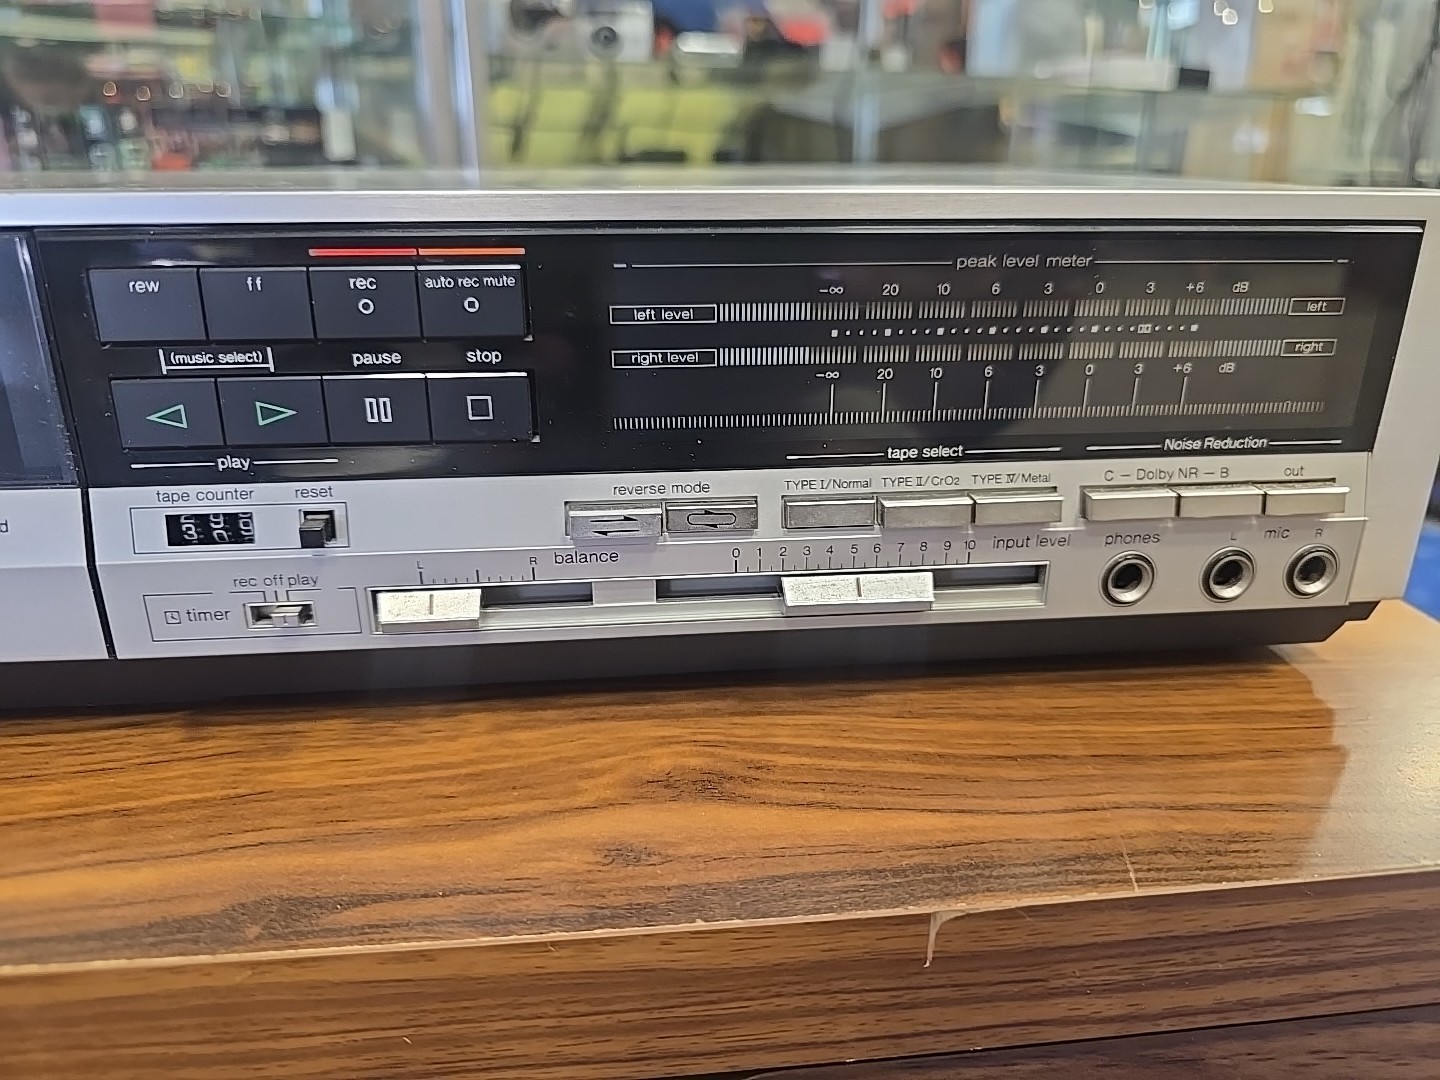 peak level meter
rew ff rec auto rec mute
-∞ 20 10 6 3 0 3 +6 dB
left level left
(music select) pause stop
right level right
-∞ 20 10 6 3 0 3 +6 dB
play
tape select
Noise Reduction
tape counter reset
reverse mode
TYPE I/Normal TYPE II/CrO2 TYPE IV/Metal
C - Dolby NR - B out
d
L R balance
0 1 2 3 4 5 6 7 8 9 10 input level
phones L mic R
rec off play
timer